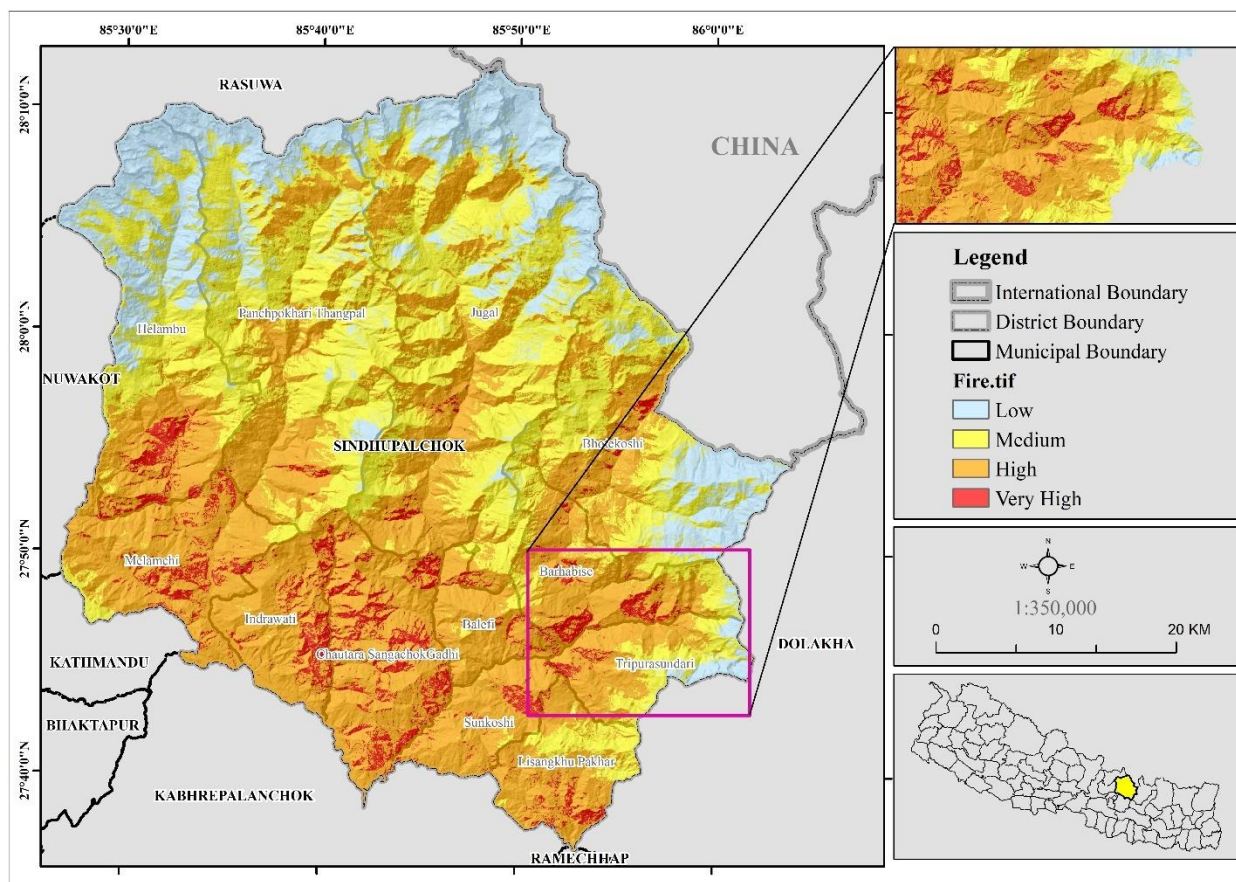 85°30'0"E 85°40'0"E 85°50'0"E 86°0'0"E
28°10'0"N
28°0'0"N
27°50'0"N
27°40'0"N
RASUWA
CHINA
Helambu
Panchpokhari Thangpal
Jugal
NUWAKOT
SINDHUPALCHOK
Bhotekoshi
Melamchi
Barhabise
Indrawati
Balefi
Chautara SangachokGadhi
Tripurasundari
DOLAKHA
KATHMANDU
BHAKTAPUR
Sunkoshi
Lisangkhu Pakhar
KABHREPALANCHOK
RAMECHHAP
Legend
International Boundary
District Boundary
Municipal Boundary
Fire.tif
Low
Medium
High
Very High
N
W E
S
1:350,000
0 10 20 KM